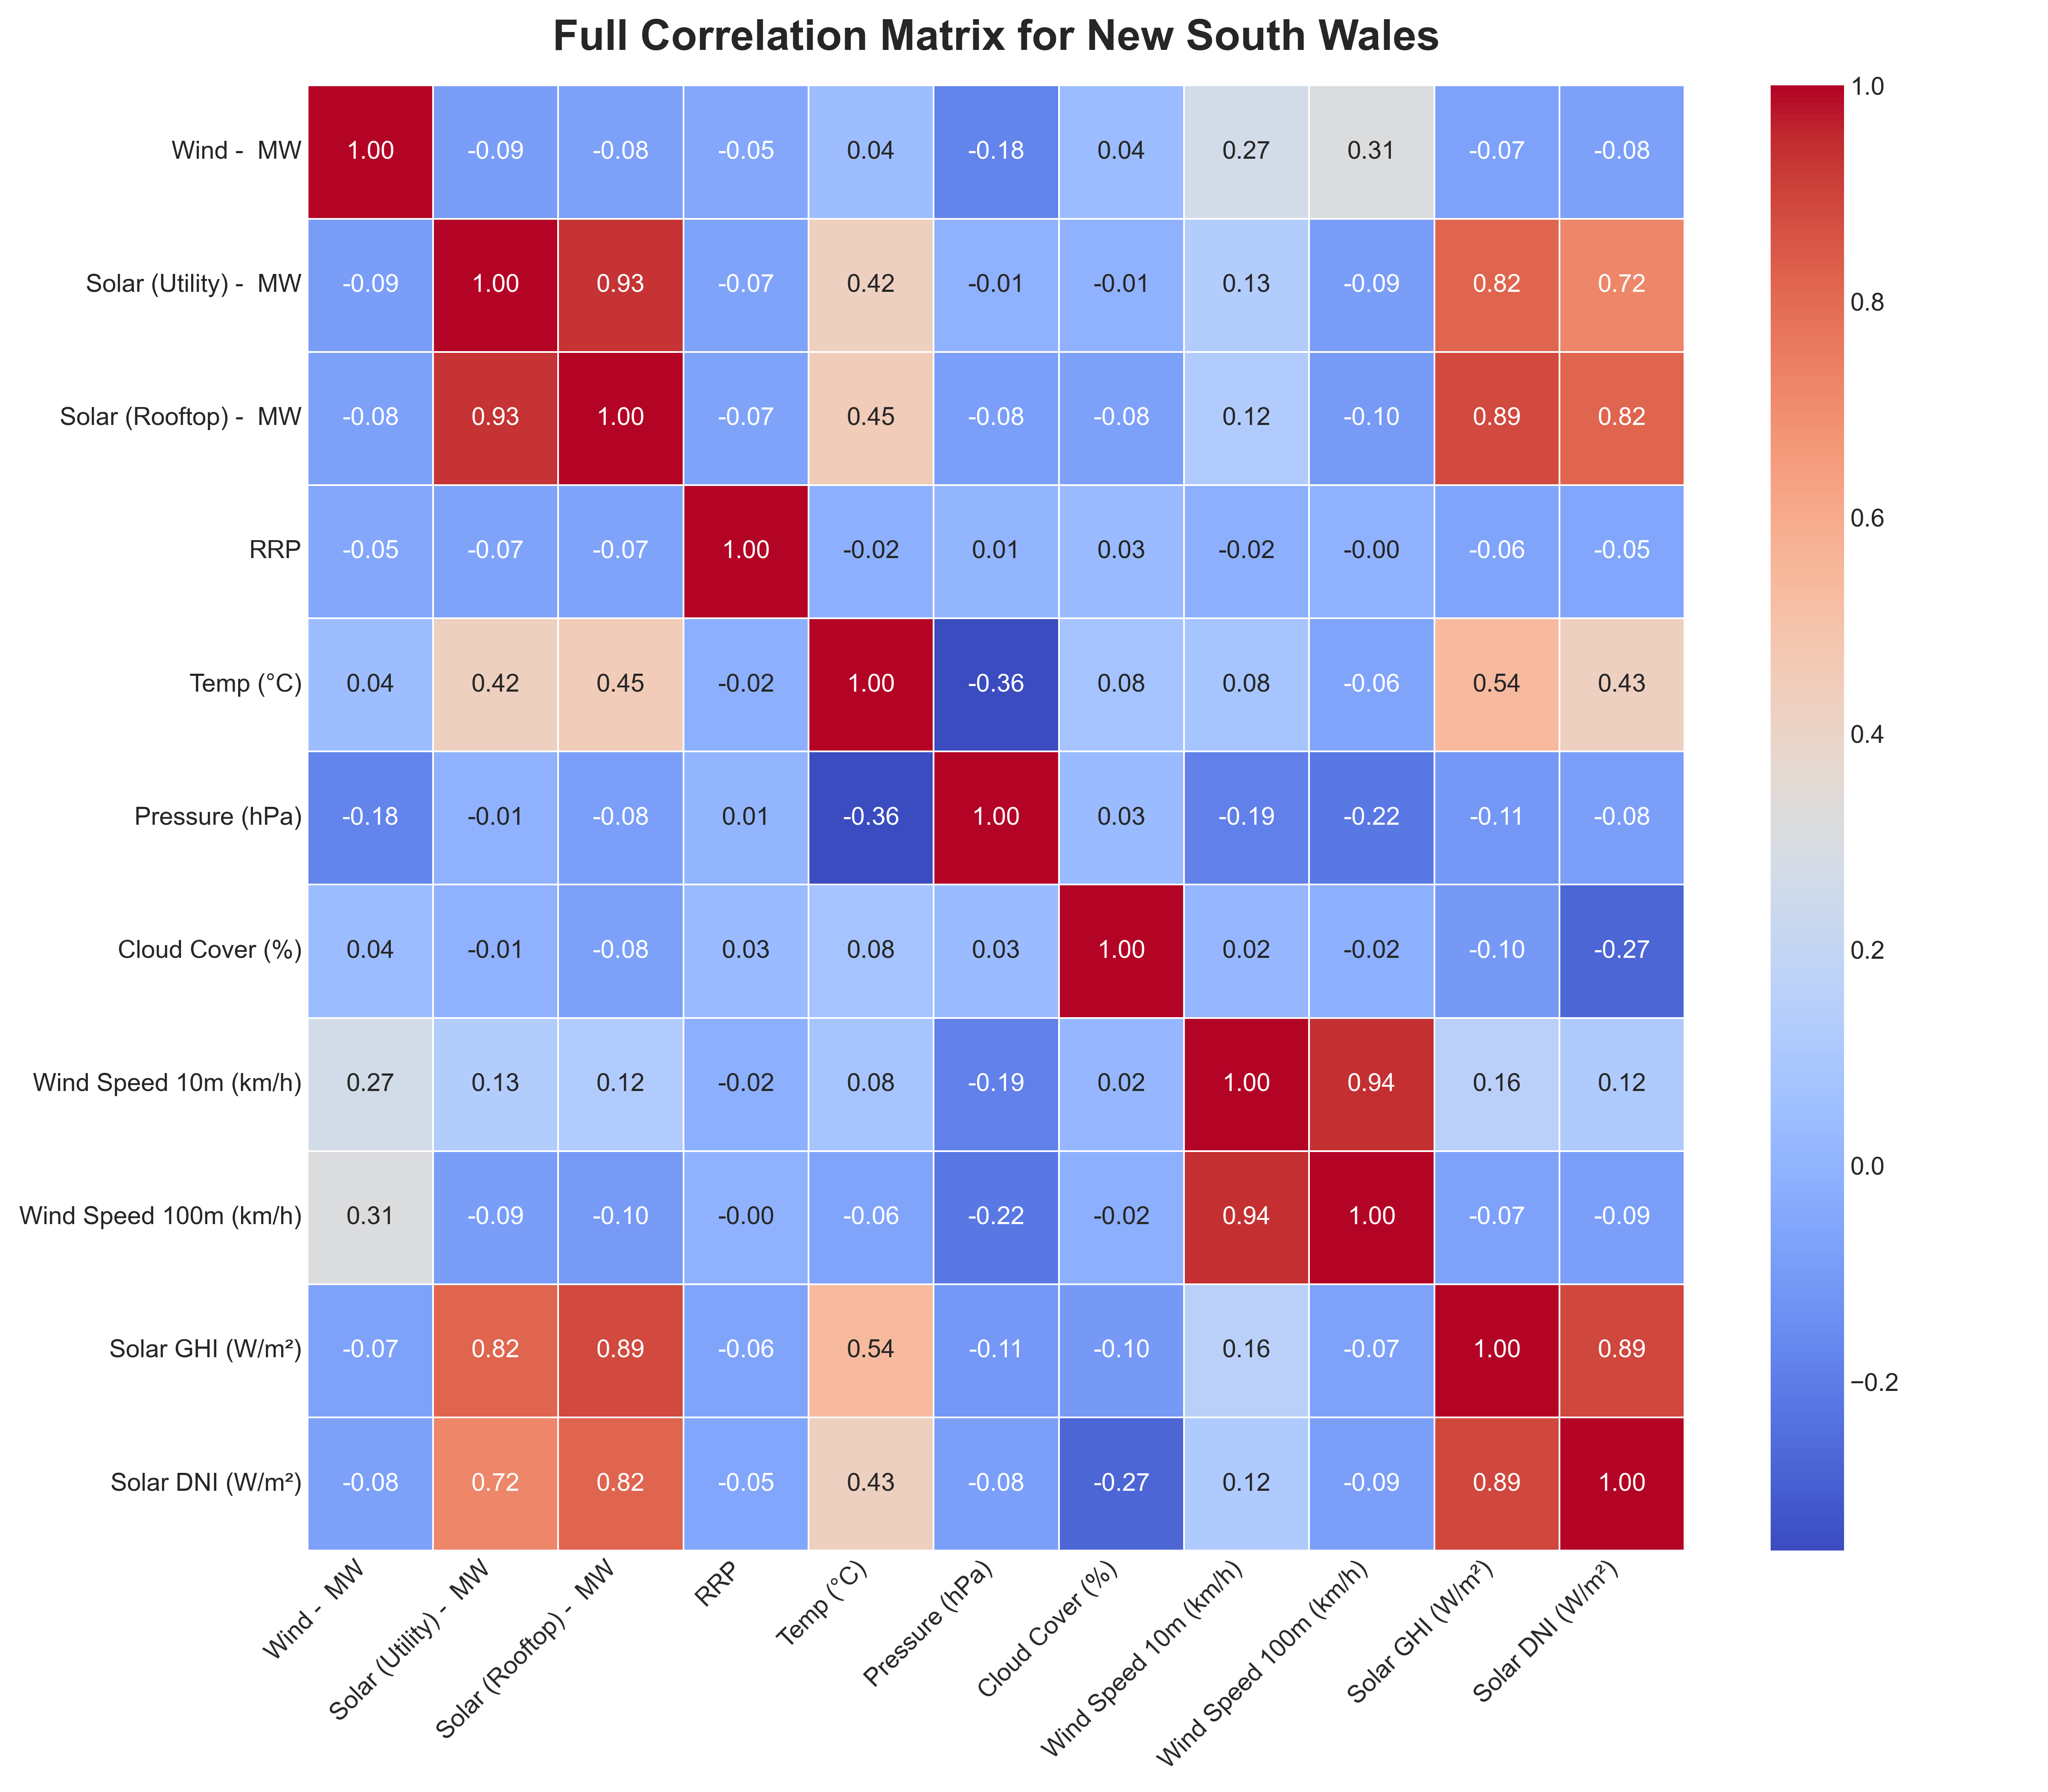 Full Correlation Matrix for New South Wales
Wind -  MW 1.00 -0.09 -0.08 -0.05 0.04 -0.18 0.04 0.27 0.31 -0.07 -0.08
Solar (Utility) -  MW -0.09 1.00 0.93 -0.07 0.42 -0.01 -0.01 0.13 -0.09 0.82 0.72
Solar (Rooftop) -  MW -0.08 0.93 1.00 -0.07 0.45 -0.08 -0.08 0.12 -0.10 0.89 0.82
RRP -0.05 -0.07 -0.07 1.00 -0.02 0.01 0.03 -0.02 -0.00 -0.06 -0.05
Temp (°C) 0.04 0.42 0.45 -0.02 1.00 -0.36 0.08 0.08 -0.06 0.54 0.43
Pressure (hPa) -0.18 -0.01 -0.08 0.01 -0.36 1.00 0.03 -0.19 -0.22 -0.11 -0.08
Cloud Cover (%) 0.04 -0.01 -0.08 0.03 0.08 0.03 1.00 0.02 -0.02 -0.10 -0.27
Wind Speed 10m (km/h) 0.27 0.13 0.12 -0.02 0.08 -0.19 0.02 1.00 0.94 0.16 0.12
Wind Speed 100m (km/h) 0.31 -0.09 -0.10 -0.00 -0.06 -0.22 -0.02 0.94 1.00 -0.07 -0.09
Solar GHI (W/m²) -0.07 0.82 0.89 -0.06 0.54 -0.11 -0.10 0.16 -0.07 1.00 0.89
Solar DNI (W/m²) -0.08 0.72 0.82 -0.05 0.43 -0.08 -0.27 0.12 -0.09 0.89 1.00
Wind -  MW
Solar (Utility) -  MW
Solar (Rooftop) -  MW
RRP
Temp (°C)
Pressure (hPa)
Cloud Cover (%)
Wind Speed 10m (km/h)
Wind Speed 100m (km/h)
Solar GHI (W/m²)
Solar DNI (W/m²)
1.0
0.8
0.6
0.4
0.2
0.0
−0.2